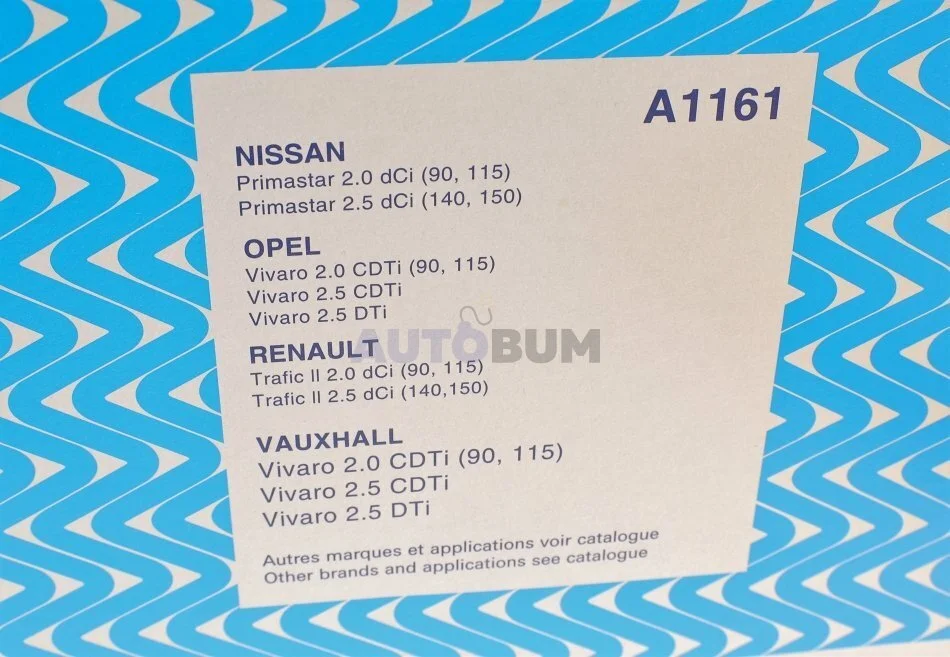 A1161
NISSAN
Primastar 2.0 dCi (90, 115)
Primastar 2.5 dCi (140, 150)
OPEL
Vivaro 2.0 CDTi (90, 115)
Vivaro 2.5 CDTi
Vivaro 2.5 DTi
AUTOBUM
RENAULT
Trafic II 2.0 dCi (90, 115)
Trafic II 2.5 dCi (140,150)
VAUXHALL
Vivaro 2.0 CDTi (90, 115)
Vivaro 2.5 CDTi
Vivaro 2.5 DTi
Autres marques et applications voir catalogue
Other brands and applications see catalogue